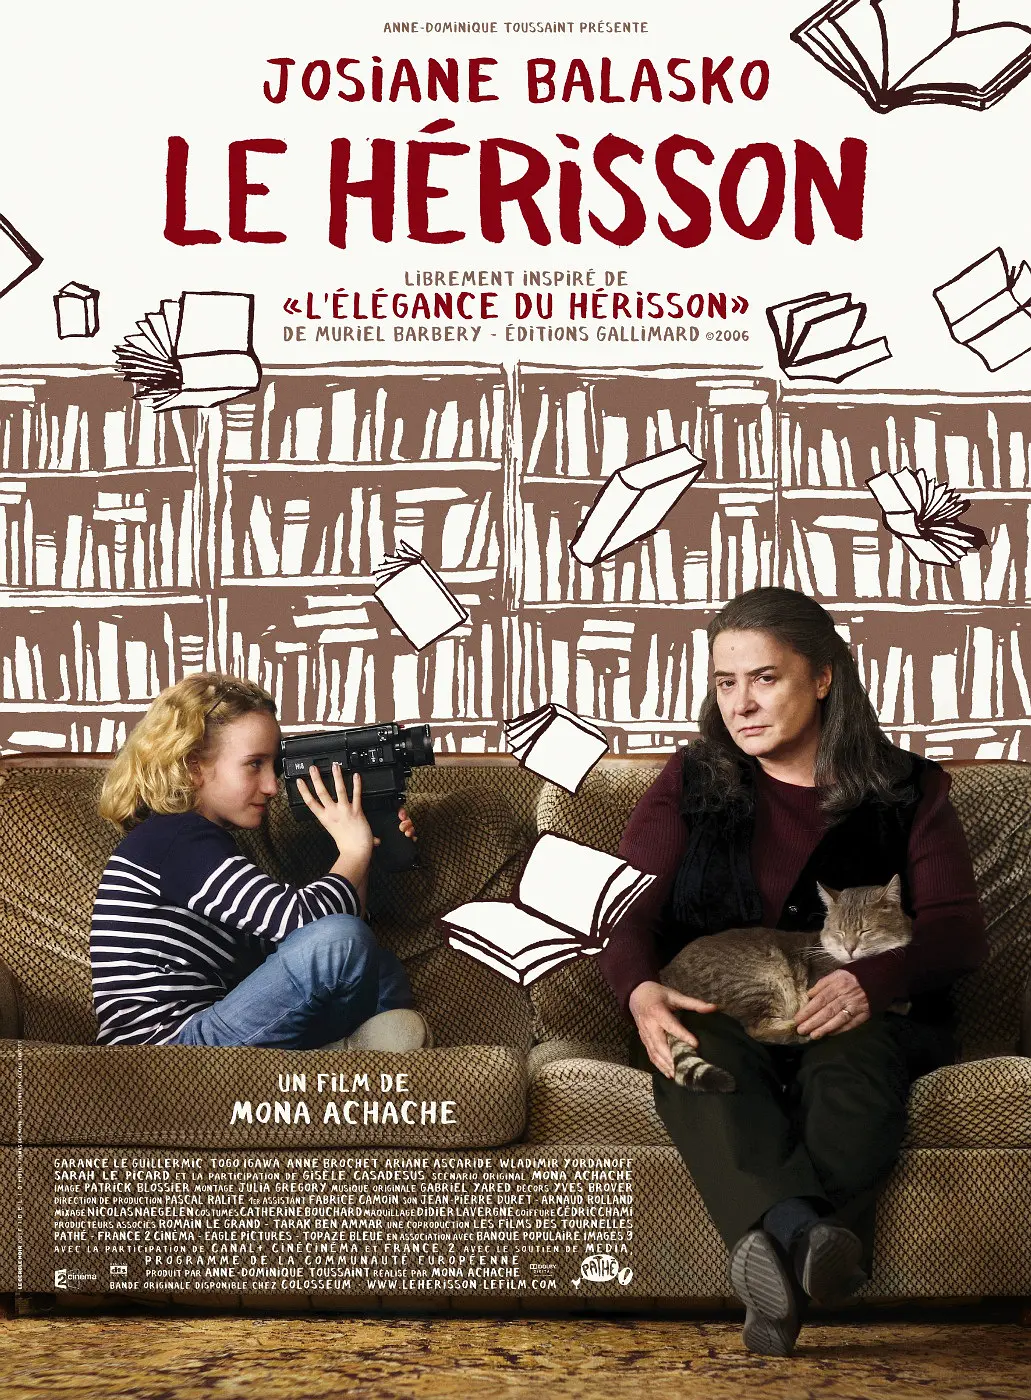 ANNE-DOMINIQUE TOUSSAINT PRÉSENTE
JOSIANE BALASKO
LE HÉRISSON
LIBREMENT INSPIRÉ DE
«L'ÉLÉGANCE DU HÉRISSON»
DE MURIEL BARBERY - ÉDITIONS GALLIMARD ©2006
UN FILM DE
MONA ACHACHE
GARANCE LE GUILLERMIC TOGO IGAWA ANNE BROCHET ARIANE ASCARIDE WLADIMIR YORDANOFF
SARAH LE PICARD ET LA PARTICIPATION DE GISÈLE CASADESUS SCÉNARIO ORIGINAL MONA ACHACHE
IMAGE PATRICK BLOSSIER MONTAGE JULIA GREGORY MUSIQUE ORIGINALE GABRIEL YARED DÉCORS YVES BROVER
DIRECTION DE PRODUCTION PASCAL RALITE 1ER ASSISTANT FABRICE CAMOIN SON JEAN-PIERRE DURET - ARNAUD ROLLAND
MIXAGE NICOLAS NAEGELEN COSTUMES CATHERINE BOUCHARD MAQUILLAGE DIDIER LAVERGNE COIFFURE CÉDRIC CHAMI
PRODUCTEURS ASSOCIÉS ROMAIN LE GRAND - TARAK BEN AMMAR UNE COPRODUCTION LES FILMS DES TOURNELLES
PATHÉ - FRANCE 2 CINÉMA - EAGLE PICTURES - TOPAZE BLEUE EN ASSOCIATION AVEC BANQUE POPULAIRE IMAGES 9
AVEC LA PARTICIPATION DE CANAL+ CINÉCINÉMA ET FRANCE 2 AVEC LE SOUTIEN DE MEDIA,
PROGRAMME DE LA COMMUNAUTÉ EUROPÉENNE
PRODUIT PAR ANNE-DOMINIQUE TOUSSAINT RÉALISÉ PAR MONA ACHACHE
BANDE ORIGINALE DISPONIBLE CHEZ COLOSSEUM WWW.LEHERISSON-LEFILM.COM
2 cinéma
dts
DOLBY
PATHÉ!